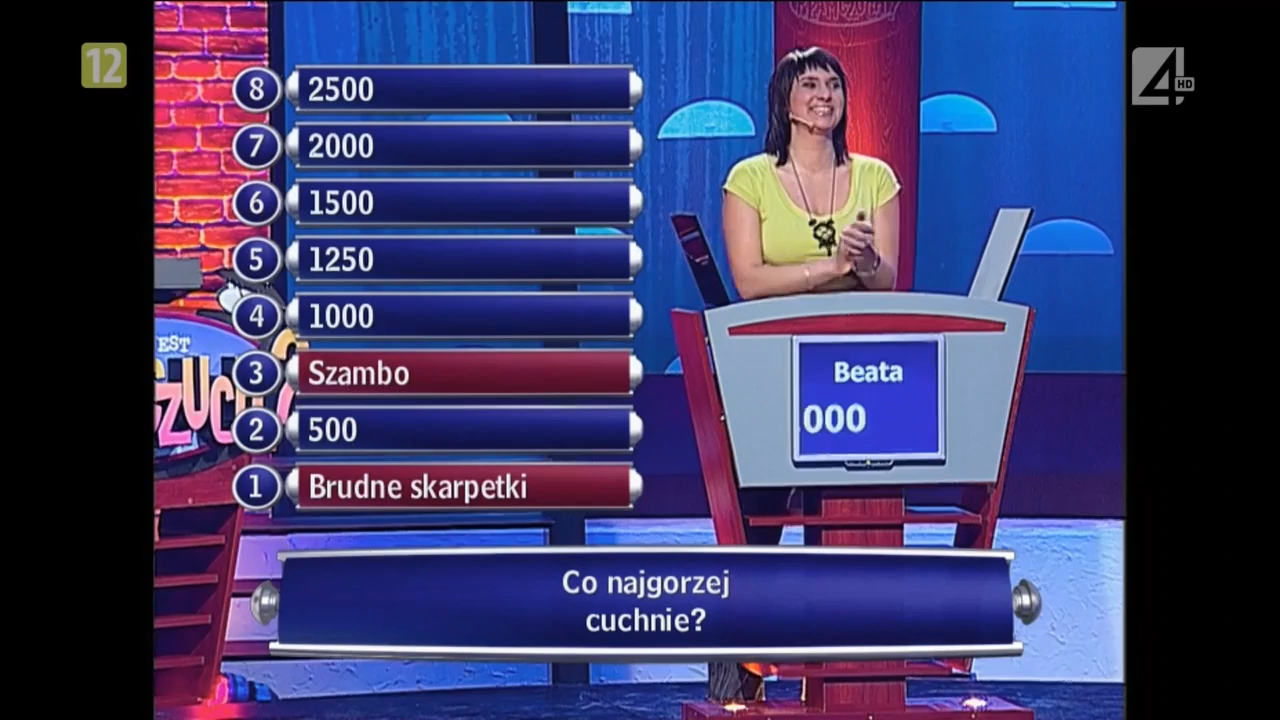 12
4 HD
8 2500
7 2000
6 1500
5 1250
4 1000
3 Szambo
2 500
1 Brudne skarpetki
EST
Beata
000
Co najgorzej
cuchnie?